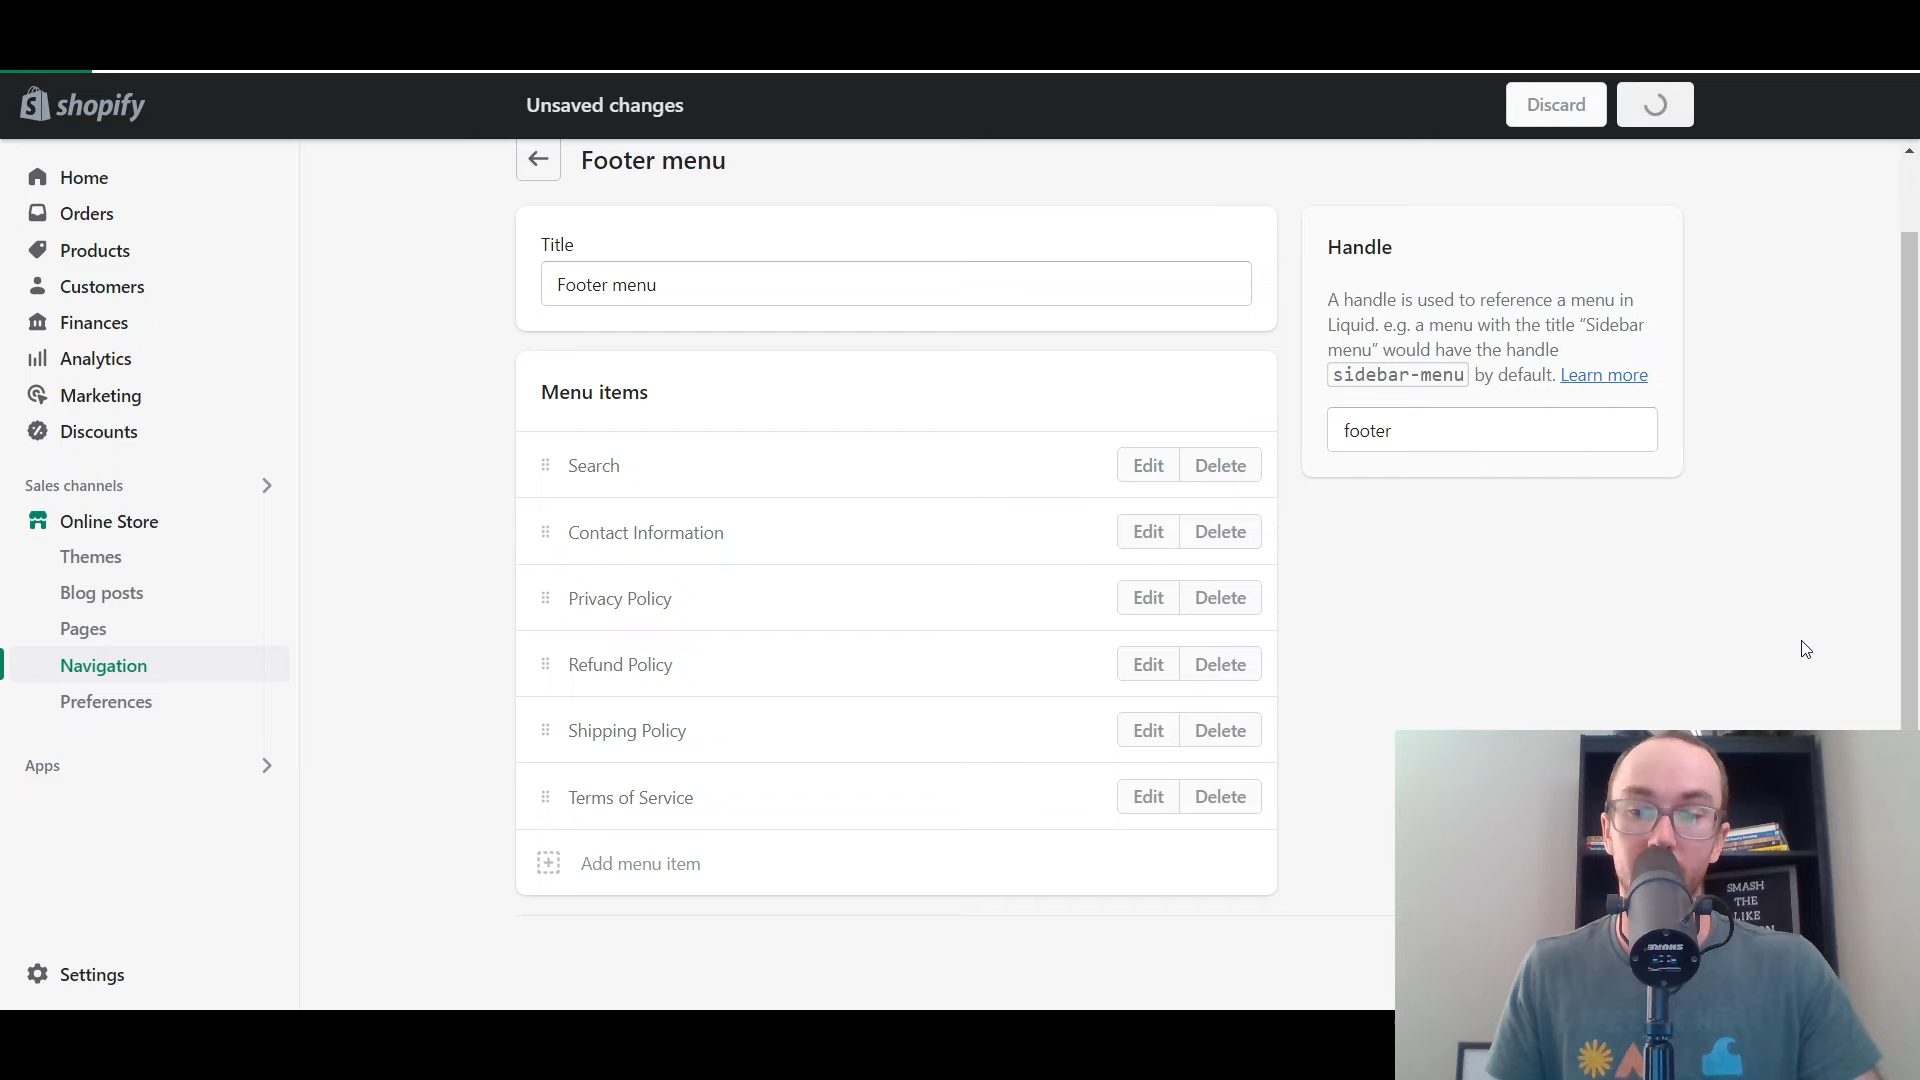 shopify
Unsaved changes
Discard
Footer menu
Home
Orders
Products
Customers
Finances
Analytics
Marketing
Discounts
Sales channels
Online Store
Themes
Blog posts
Pages
Navigation
Preferences
Apps
Settings
Title
Footer menu
Menu items
Search Edit Delete
Contact Information Edit Delete
Privacy Policy Edit Delete
Refund Policy Edit Delete
Shipping Policy Edit Delete
Terms of Service Edit Delete
Add menu item
Handle
A handle is used to reference a menu in
Liquid. e.g. a menu with the title “Sidebar
menu” would have the handle
sidebar-menu by default. Learn more
footer
SMASH
THE
LIKE
SHURE